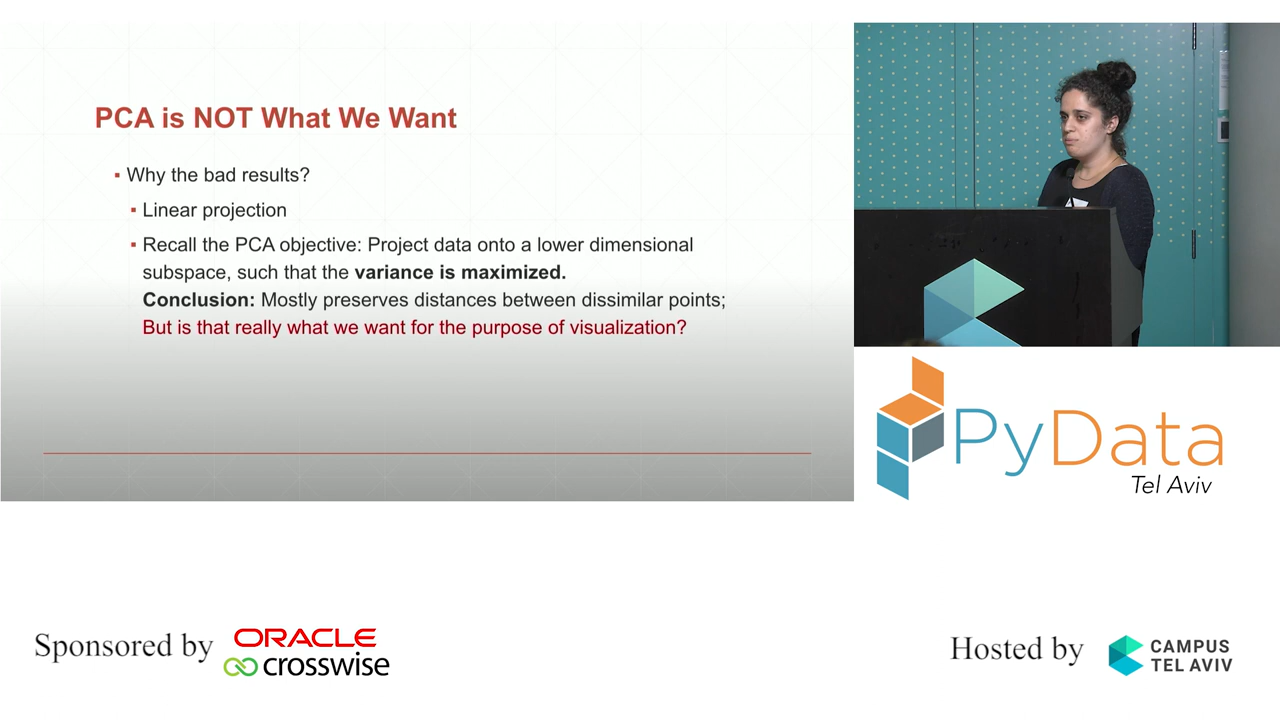 PCA is NOT What We Want
▪ Why the bad results?
▪ Linear projection
▪ Recall the PCA objective: Project data onto a lower dimensional
subspace, such that the variance is maximized.
Conclusion: Mostly preserves distances between dissimilar points;
But is that really what we want for the purpose of visualization?
PyData
Tel Aviv
Sponsored by
ORACLE
crosswise
Hosted by
CAMPUS
TEL AVIV